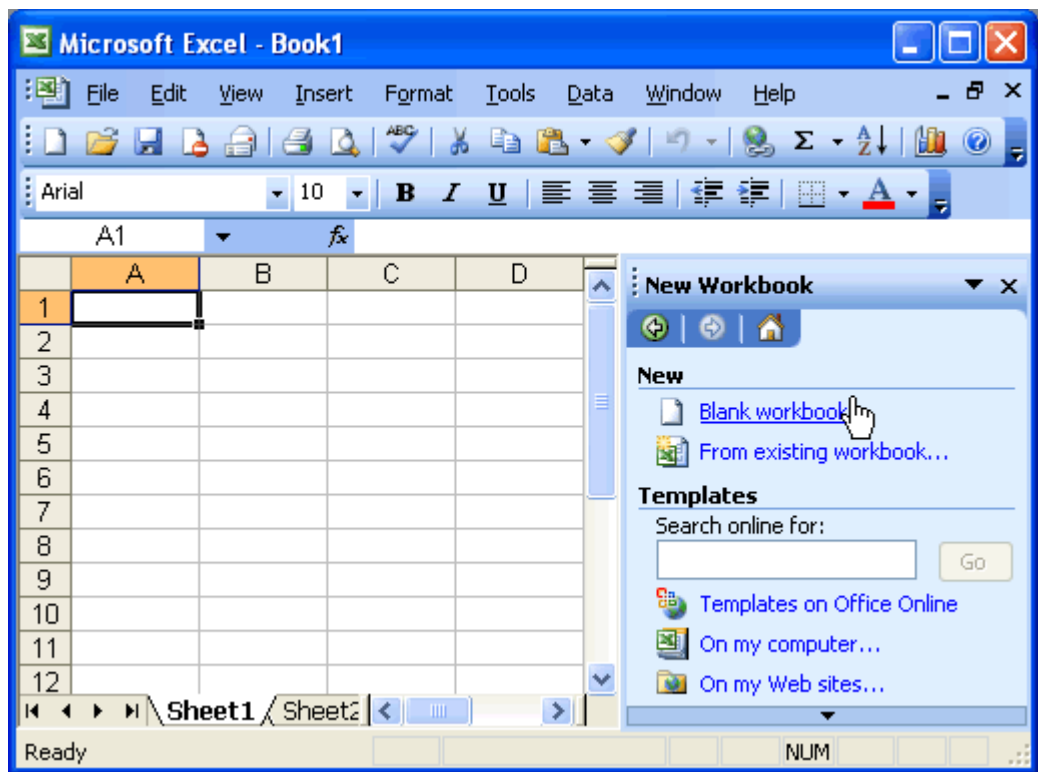 Microsoft Excel - Book1
File Edit View Insert Format Tools Data Window Help
ABC Σ A Z
Arial 10 B I U A
A1 fx
A B C D
New Workbook
1
2
New
3
4 Blank workbook
5 From existing workbook...
6
Templates
7
Search online for:
8
Go
9
10 Templates on Office Online
11 On my computer...
12 On my Web sites...
Sheet1 Sheet2
Ready NUM